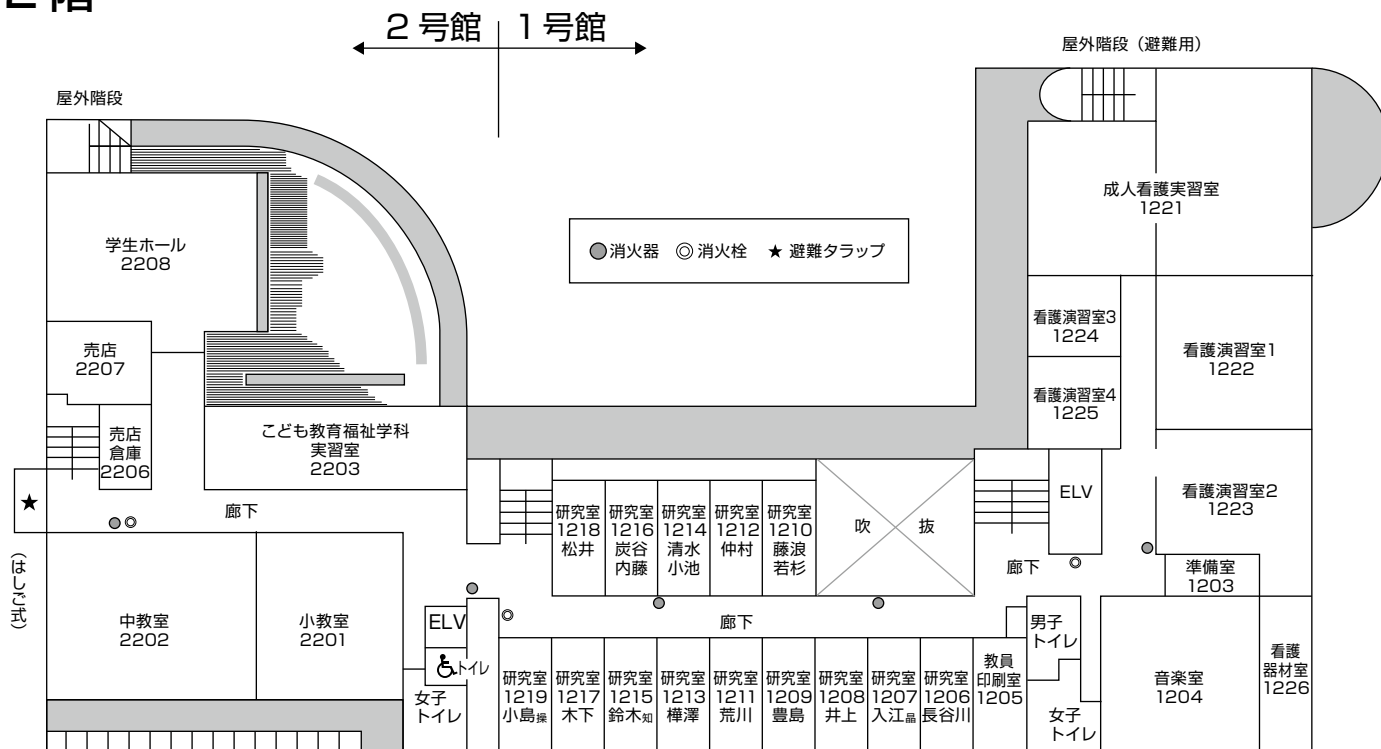 2階
2号館
1号館
屋外階段（避難用）
屋外階段
成人看護実習室
1221
消火器
消火栓
★ 避難タラップ
学生ホール
2208
看護演習室3
1224
看護演習室1
1222
売店
2207
看護演習室4
1225
売店
倉庫
2206
こども教育福祉学科
実習室
2203
ELV
看護演習室2
1223
★
廊下
研究室
1218
松井
研究室
1216
炭谷
内藤
研究室
1214
清水
小池
研究室
1212
仲村
研究室
1210
藤浪
若杉
吹 抜
廊下
準備室
1203
（はしご式）
中教室
2202
小教室
2201
ELV
トイレ
女子
トイレ
廊下
男子
トイレ
研究室
1219
小島操
研究室
1217
木下
研究室
1215
鈴木知
研究室
1213
樺澤
研究室
1211
荒川
研究室
1209
豊島
研究室
1208
井上
研究室
1207
入江晶
研究室
1206
長谷川
教員
印刷室
1205
女子
トイレ
音楽室
1204
看護
器材室
1226